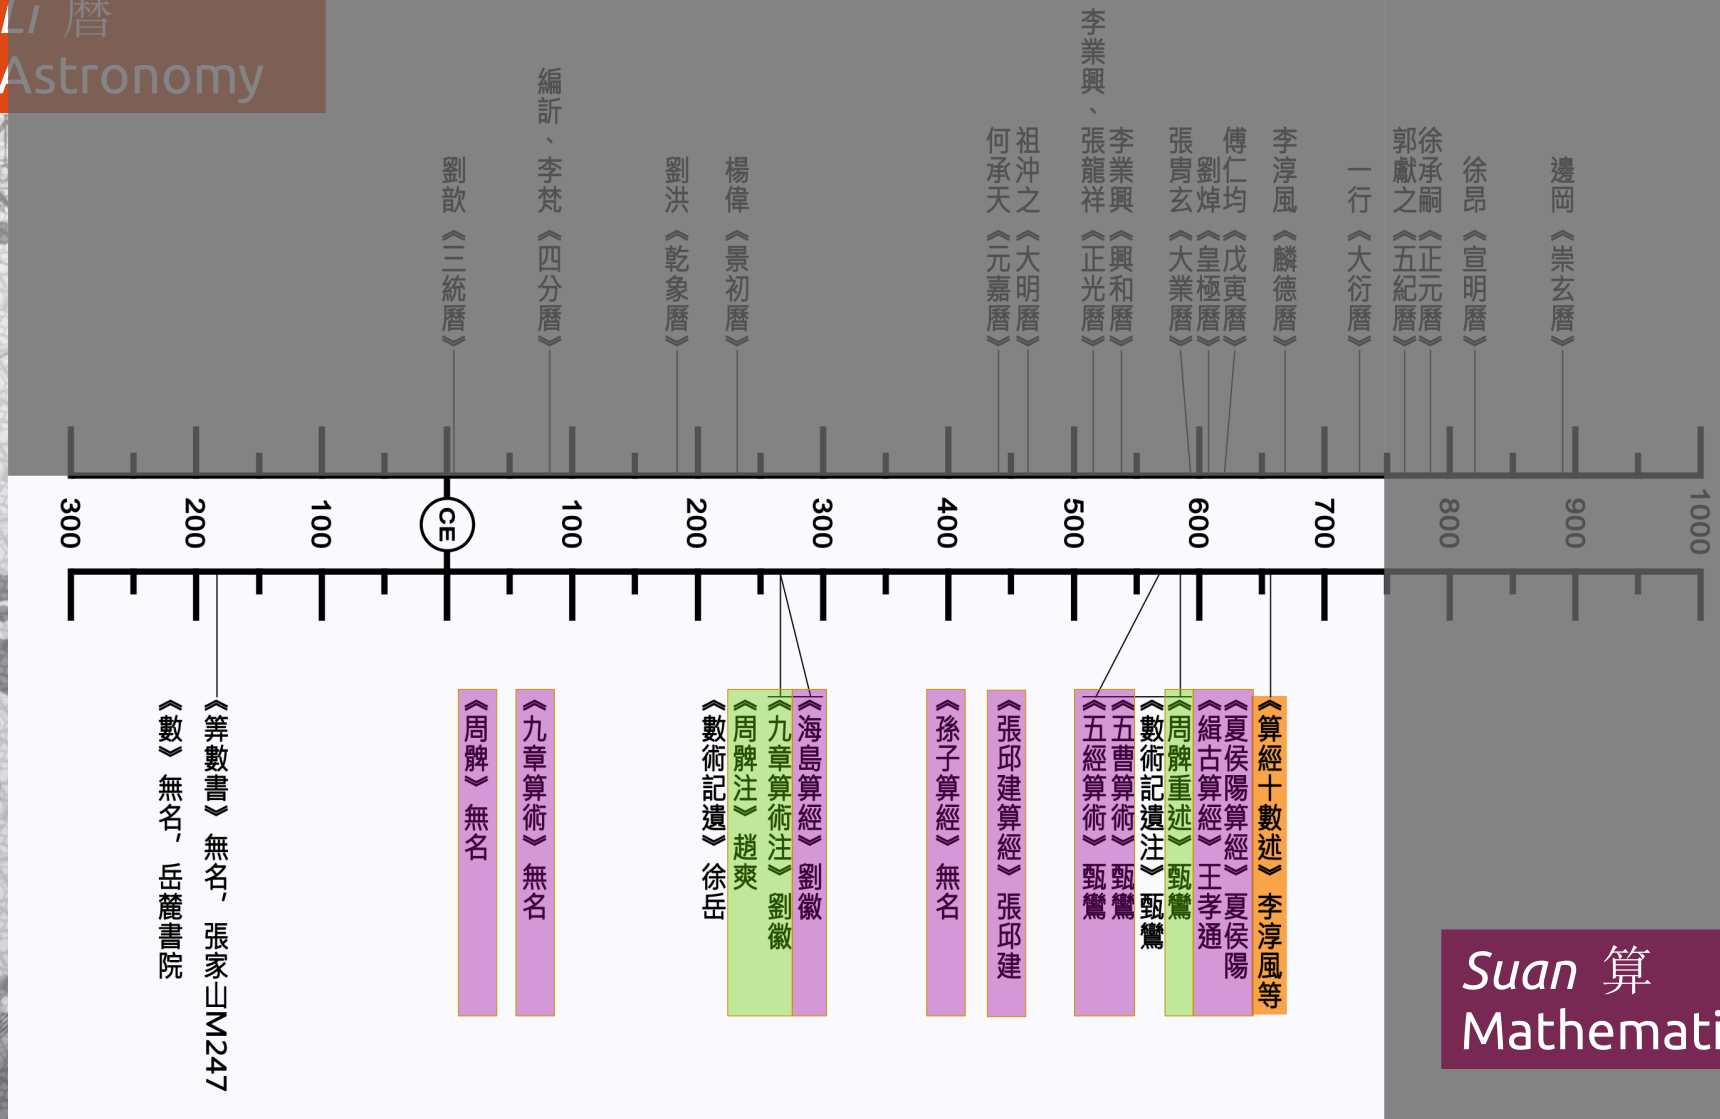 Li 曆
Astronomy
劉歆《三統曆》
編訢、李梵《四分曆》
劉洪《乾象曆》
楊偉《景初曆》
何承天《元嘉曆》
祖沖之《大明曆》
李業興、張龍祥《正光曆》
李業興《興和曆》
張胄玄《大業曆》
劉焯《皇極曆》
傅仁均《戊寅曆》
李淳風《麟德曆》
一行《大衍曆》
郭獻之《五紀曆》
徐承嗣《正元曆》
徐昂《宣明曆》
邊岡《崇玄曆》
300
200
100
CE
100
200
300
400
500
600
700
800
900
1000
《數》無名，岳麓書院
《筭數書》無名，張家山M247
《周髀》無名
《九章算術》無名
《數術記遺》徐岳
《周髀注》趙爽
《九章算術注》劉徽
《海島算經》劉徽
《孫子算經》無名
《張邱建算經》張邱建
《五經算術》甄鸞
《五曹算術》甄鸞
《數術記遺注》甄鸞
《周髀重述》甄鸞
《緝古算經》王孝通
《夏侯陽算經》夏侯陽
《算經十數述》李淳風等
Suan 算
Mathemati